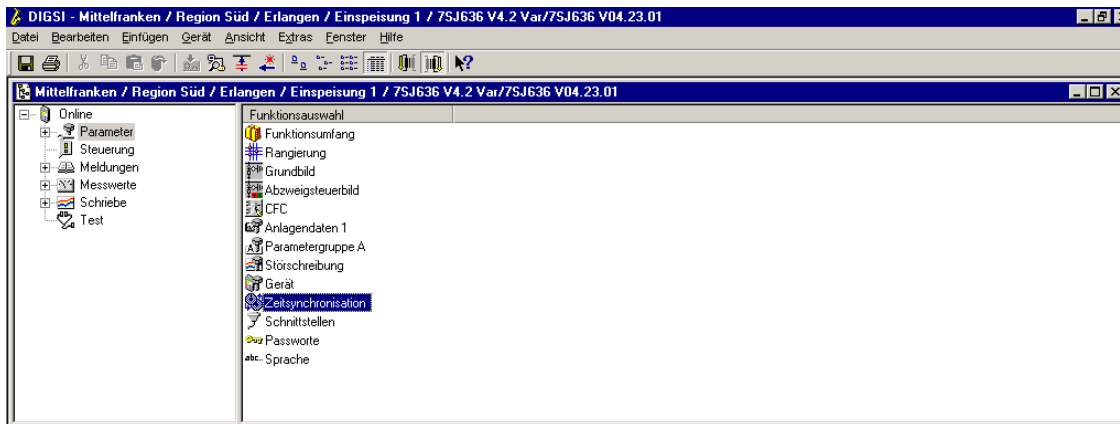 DIGSI - Mittelfranken / Region Süd / Erlangen / Einspeisung 1 / 7SJ636 V4.2 Var/7SJ636 V04.23.01
Datei Bearbeiten Einfügen Gerät Ansicht Extras Fenster Hilfe
Mittelfranken / Region Süd / Erlangen / Einspeisung 1 / 7SJ636 V4.2 Var/7SJ636 V04.23.01
Online
Parameter
Steuerung
Meldungen
Messwerte
Schriebe
Test
Funktionsauswahl
Funktionsumfang
Rangierung
Grundbild
Abzweigsteuerbild
CFC
Anlagendaten 1
Parametergruppe A
Störschreibung
Gerät
Zeitsynchronisation
Schnittstellen
Passworte
abc.. Sprache